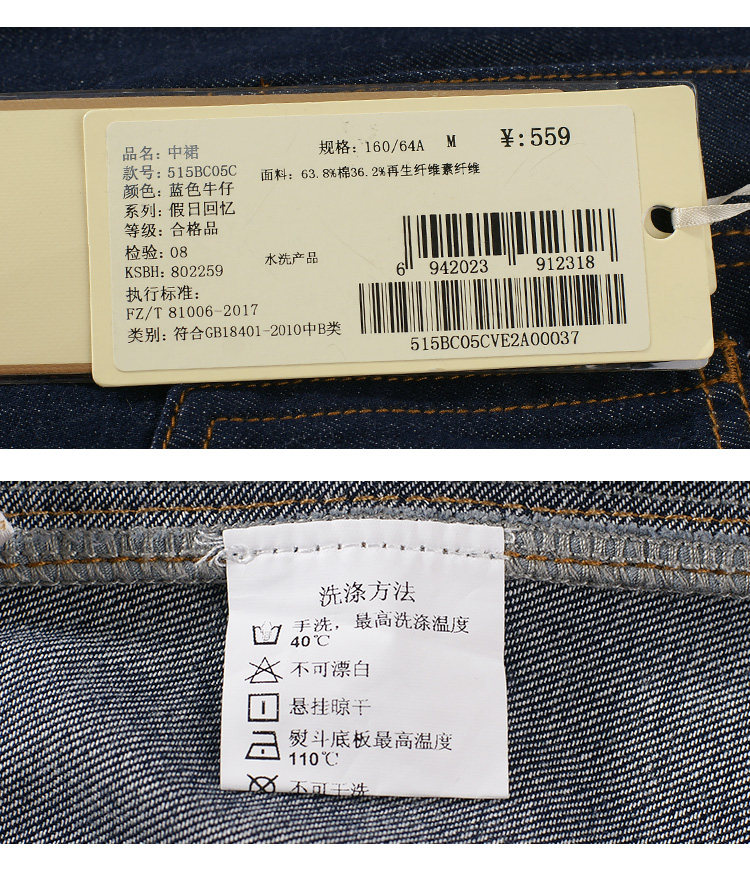 品名: 中裙
规格: 160/64A M ¥:559
款号: 515BC05C
面料: 63.8%棉36.2%再生纤维素纤维
颜色: 蓝色牛仔
系列: 假日回忆
等级: 合格品
检验: 08
水洗产品
KSBH: 802259
6 942023 912318
执行标准:
FZ/T 81006-2017
类别: 符合GB18401-2010中B类
515BC05CVE2A00037
洗涤方法
手洗，最高洗涤温度
40℃
不可漂白
悬挂晾干
熨斗底板最高温度
110℃
不可干洗